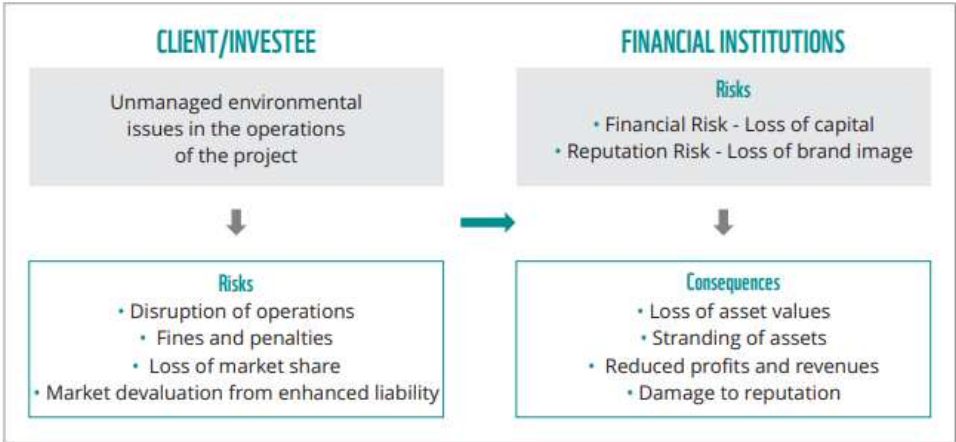 CLIENT/INVESTEE
Unmanaged environmental
issues in the operations
of the project
Risks
• Disruption of operations
• Fines and penalties
• Loss of market share
• Market devaluation from enhanced liability
FINANCIAL INSTITUTIONS
Risks
• Financial Risk - Loss of capital
• Reputation Risk - Loss of brand image
Consequences
• Loss of asset values
• Stranding of assets
• Reduced profits and revenues
• Damage to reputation